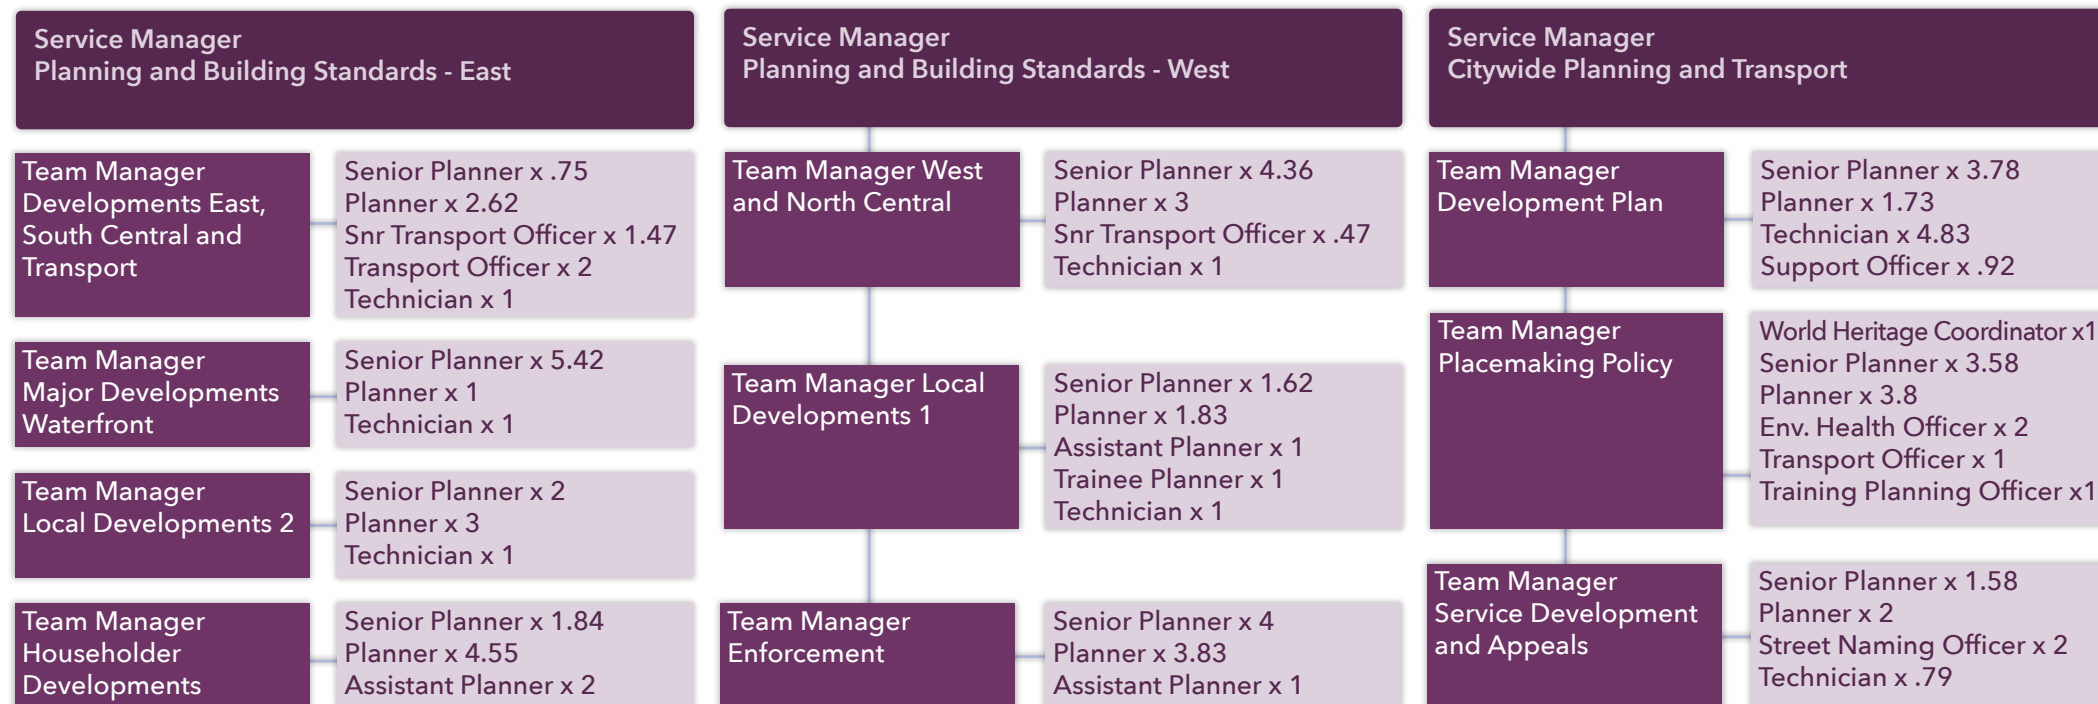 Service Manager
Planning and Building Standards - East
Team Manager
Developments East,
South Central and
Transport
Senior Planner x .75
Planner x 2.62
Snr Transport Officer x 1.47
Transport Officer x 2
Technician x 1
Team Manager
Major Developments
Waterfront
Senior Planner x 5.42
Planner x 1
Technician x 1
Team Manager
Local Developments 2
Senior Planner x 2
Planner x 3
Technician x 1
Team Manager
Householder
Developments
Senior Planner x 1.84
Planner x 4.55
Assistant Planner x 2
Service Manager
Planning and Building Standards - West
Team Manager West
and North Central
Senior Planner x 4.36
Planner x 3
Snr Transport Officer x .47
Technician x 1
Team Manager Local
Developments 1
Senior Planner x 1.62
Planner x 1.83
Assistant Planner x 1
Trainee Planner x 1
Technician x 1
Team Manager
Enforcement
Senior Planner x 4
Planner x 3.83
Assistant Planner x 1
Service Manager
Citywide Planning and Transport
Team Manager
Development Plan
Senior Planner x 3.78
Planner x 1.73
Technician x 4.83
Support Officer x .92
Team Manager
Placemaking Policy
World Heritage Coordinator x1
Senior Planner x 3.58
Planner x 3.8
Env. Health Officer x 2
Transport Officer x 1
Training Planning Officer x1
Team Manager
Service Development
and Appeals
Senior Planner x 1.58
Planner x 2
Street Naming Officer x 2
Technician x .79